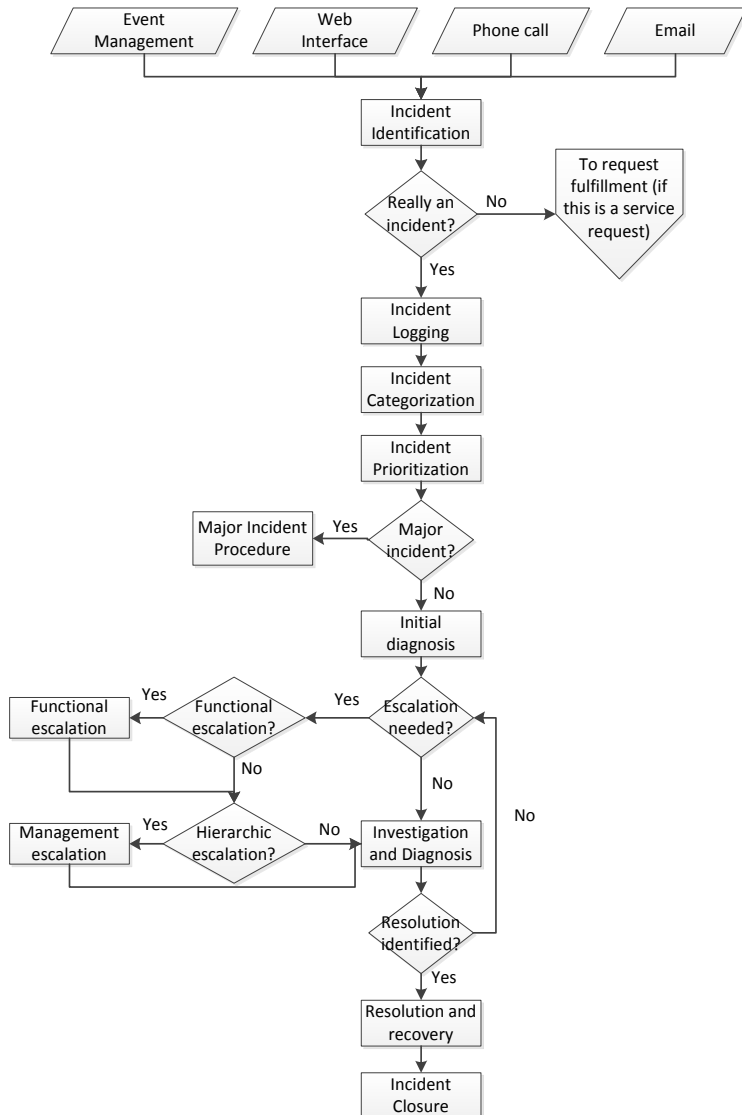 Event
Management
Web
Interface
Phone call
Email
Incident
Identification
Really an
incident?
No
To request
fulfillment (if
this is a service
request)
Yes
Incident
Logging
Incident
Categorization
Incident
Prioritization
Major Incident
Procedure
Yes
Major
incident?
No
Initial
diagnosis
Functional
escalation
Yes
Functional
escalation?
Yes
Escalation
needed?
No
No
No
Management
escalation
Yes
Hierarchic
escalation?
No
Investigation
and Diagnosis
Resolution
identified?
Yes
Resolution and
recovery
Incident
Closure